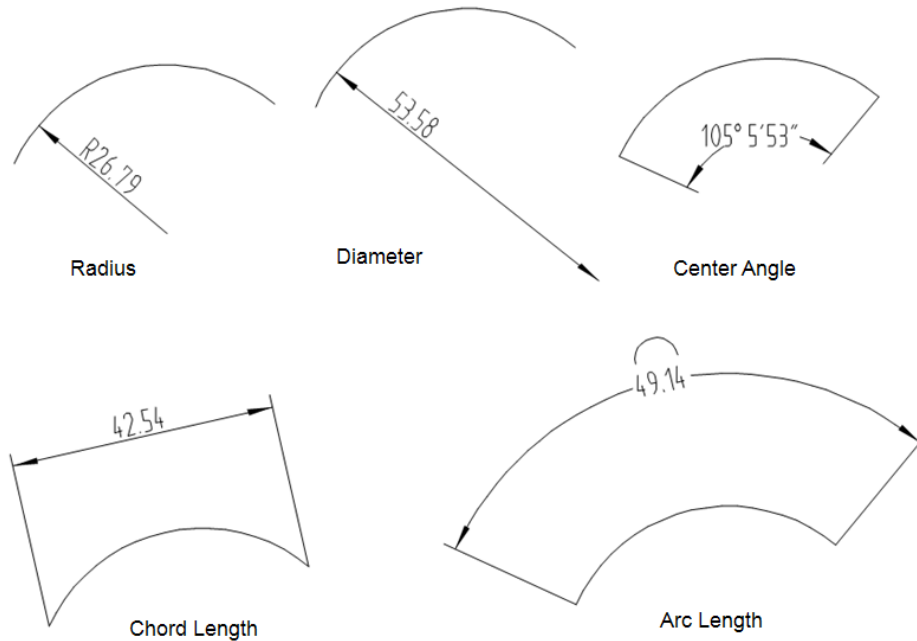 R26.79
Radius
53.58
Diameter
105° 5'53"
Center Angle
42.54
Chord Length
49.14
Arc Length